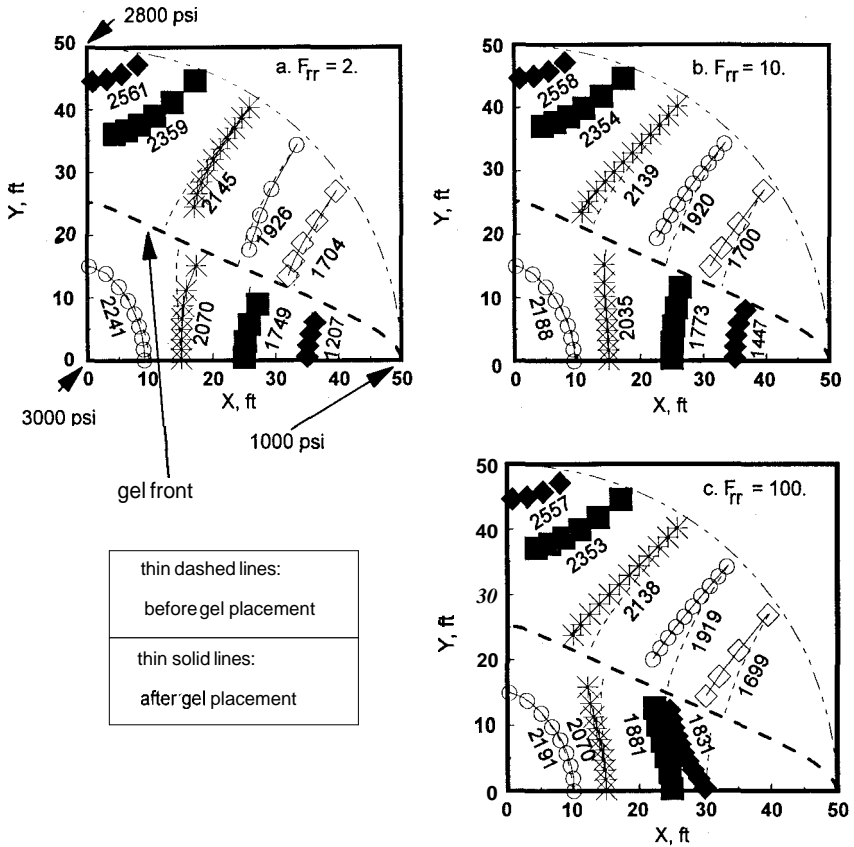 2800 psi
50
40
30
20
10
0
Y, ft
a. Frr = 2.
2561
2359
2145
1926
1704
2241
2070
1749
1207
0 10 20 30 40 50
X, ft
3000 psi
1000 psi
gel front
50
40
30
20
10
0
Y, ft
b. Frr = 10.
2558
2354
2139
1920
1700
2188
2035
1773
1447
0 10 20 30 40 50
X, ft
thin dashed lines:
before gel placement
thin solid lines:
after gel placement
50
40
30
20
10
0
Y, ft
c. Frr = 100.
2557
2353
2138
1919
1699
2191
2070
1881
1831
0 10 20 30 40 50
X, ft